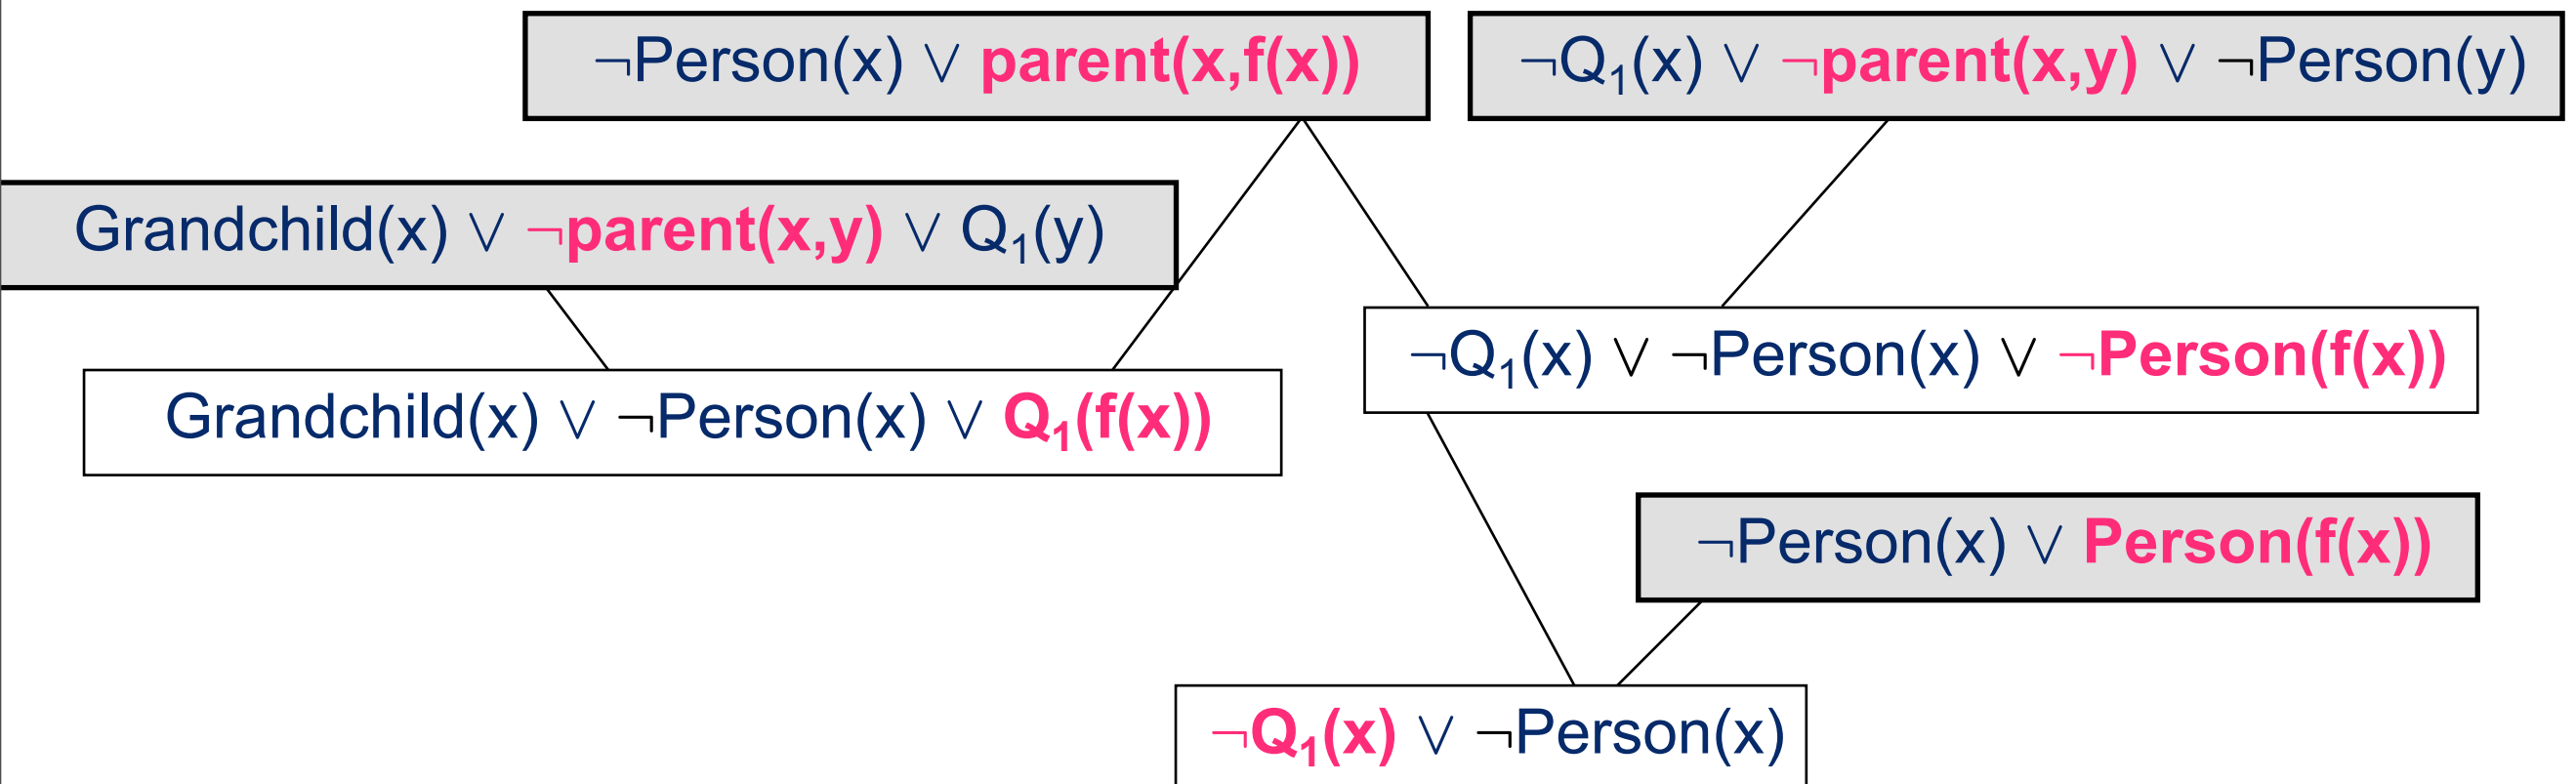 ¬Person(x) ∨ parent(x,f(x))
¬Q₁(x) ∨ ¬parent(x,y) ∨ ¬Person(y)
Grandchild(x) ∨ ¬parent(x,y) ∨ Q₁(y)
¬Q₁(x) ∨ ¬Person(x) ∨ ¬Person(f(x))
Grandchild(x) ∨ ¬Person(x) ∨ Q₁(f(x))
¬Person(x) ∨ Person(f(x))
¬Q₁(x) ∨ ¬Person(x)